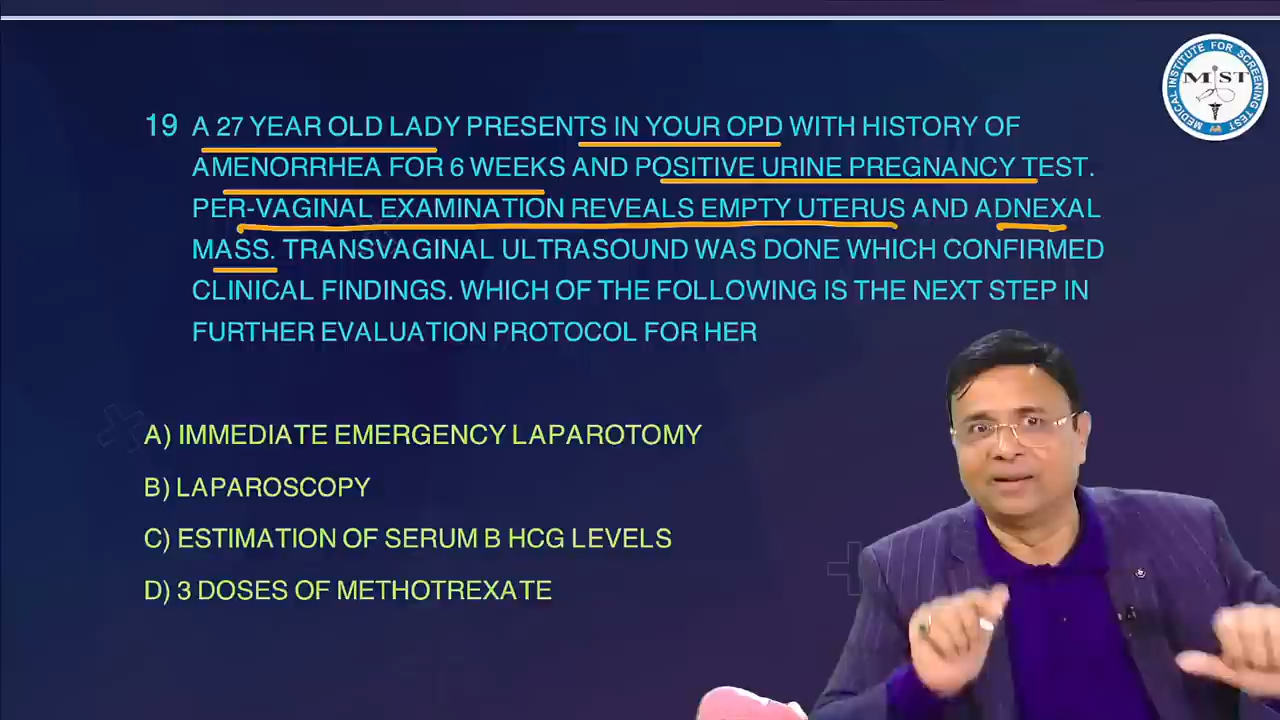 MEDICAL INSTITUTE FOR SCREENING TEST
MIST
19 A 27 YEAR OLD LADY PRESENTS IN YOUR OPD WITH HISTORY OF
AMENORRHEA FOR 6 WEEKS AND POSITIVE URINE PREGNANCY TEST.
PER-VAGINAL EXAMINATION REVEALS EMPTY UTERUS AND ADNEXAL
MASS. TRANSVAGINAL ULTRASOUND WAS DONE WHICH CONFIRMED
CLINICAL FINDINGS. WHICH OF THE FOLLOWING IS THE NEXT STEP IN
FURTHER EVALUATION PROTOCOL FOR HER
A) IMMEDIATE EMERGENCY LAPAROTOMY
B) LAPAROSCOPY
C) ESTIMATION OF SERUM B HCG LEVELS
D) 3 DOSES OF METHOTREXATE